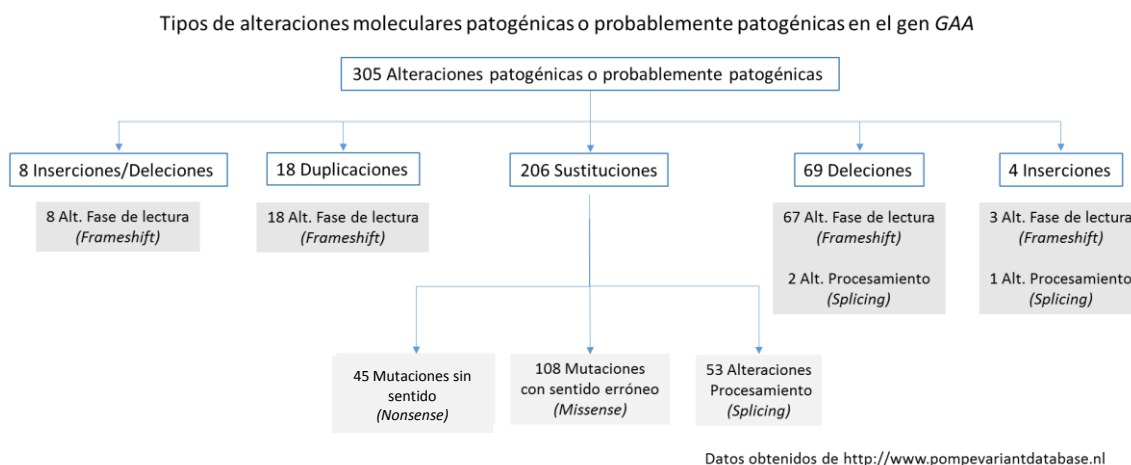 Tipos de alteraciones moleculares patogénicas o probablemente patogénicas en el gen GAA
305 Alteraciones patogénicas o probablemente patogénicas
8 Inserciones/Deleciones
18 Duplicaciones
206 Sustituciones
69 Deleciones
4 Inserciones
8 Alt. Fase de lectura
(Frameshift)
18 Alt. Fase de lectura
(Frameshift)
67 Alt. Fase de lectura
(Frameshift)
2 Alt. Procesamiento
(Splicing)
3 Alt. Fase de lectura
(Frameshift)
1 Alt. Procesamiento
(Splicing)
45 Mutaciones sin
sentido
(Nonsense)
108 Mutaciones
con sentido erróneo
(Missense)
53 Alteraciones
Procesamiento
(Splicing)
Datos obtenidos de http://www.pompevariantdatabase.nl